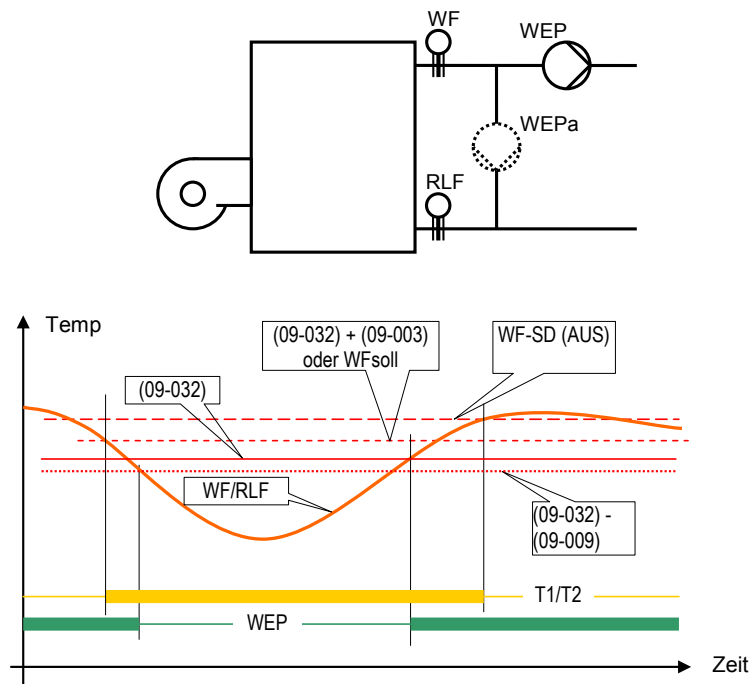 WF
WEP
WEPa
RLF
Temp
(09-032) + (09-003)
oder WFsoll
WF-SD (AUS)
(09-032)
WF/RLF
(09-032) -
(09-009)
T1/T2
WEP
Zeit